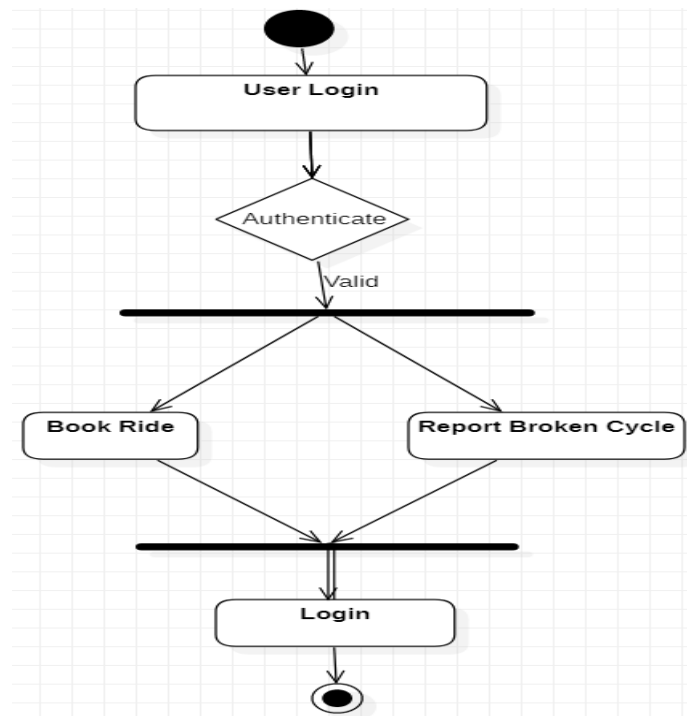 User Login
Authenticate
Valid
Book Ride
Report Broken Cycle
Login